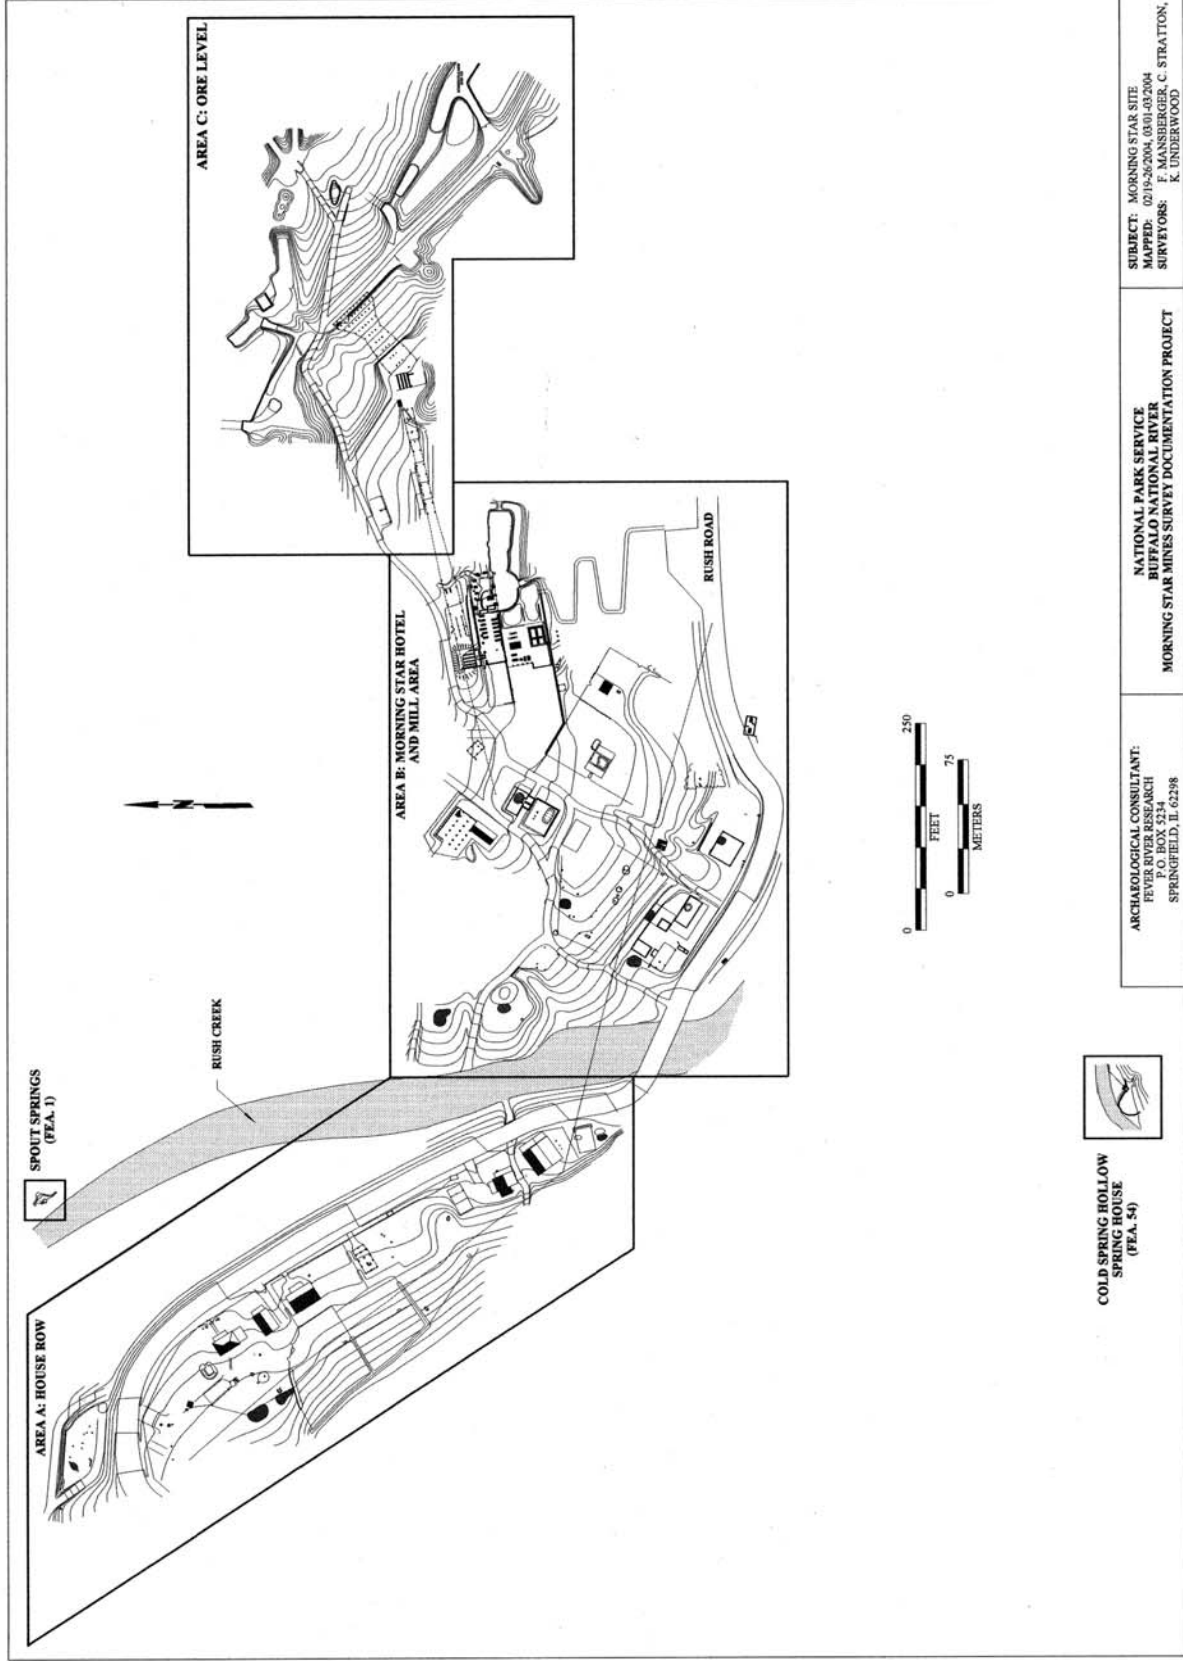 SPOUT SPRINGS
(FEA. 1)
RUSH CREEK
AREA A: HOUSE ROW
AREA B: MORNING STAR HOTEL
AND MILL AREA
AREA C: ORE LEVEL
RUSH ROAD
N
0
250
FEET
0
75
METERS
COLD SPRING HOLLOW
SPRING HOUSE
(FEA. 54)
ARCHAEOLOGICAL CONSULTANT:
FEVER RIVER RESEARCH
P.O. BOX 5234
SPRINGFIELD, IL 62298
NATIONAL PARK SERVICE
BUFFALO NATIONAL RIVER
MORNING STAR MINES SURVEY DOCUMENTATION PROJECT
SUBJECT: MORNING STAR SITE
MAPPED: 02/19-26/2004, 03/01-03/2004
SURVEYORS: F. MANSBERGER, C. STRATTON,
K. UNDERWOOD